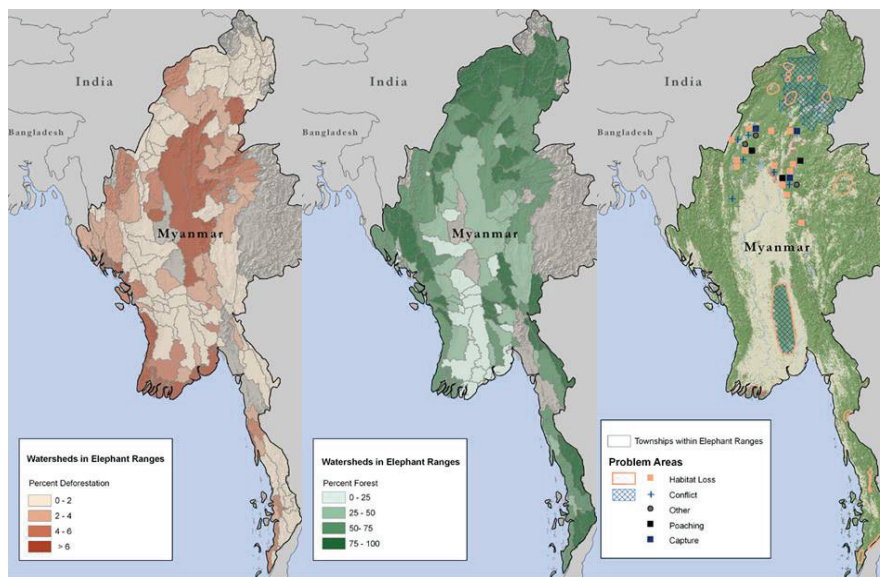 India
Bangladesh
Myanmar
Watersheds in Elephant Ranges
Percent Deforestation
0 - 2
2 - 4
4 - 6
> 6
India
Bangladesh
Myanmar
Watersheds in Elephant Ranges
Percent Forest
0 - 25
25 - 50
50- 75
75 - 100
India
Bangladesh
Myanmar
Townships within Elephant Ranges
Problem Areas
Habitat Loss
Conflict
Other
Poaching
Capture